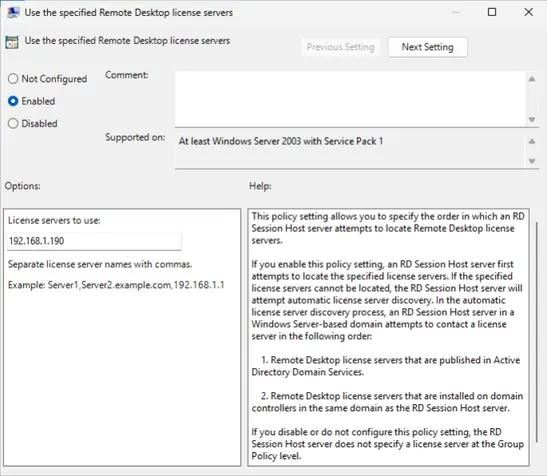 Use the specified Remote Desktop license servers
Use the specified Remote Desktop license servers
Previous Setting
Next Setting
Not Configured
Comment:
Enabled
Disabled
Supported on:
At least Windows Server 2003 with Service Pack 1
Options:
Help:
License servers to use:
192.168.1.190
Separate license server names with commas.
Example: Server1,Server2.example.com,192.168.1.1
This policy setting allows you to specify the order in which an RD
Session Host server attempts to locate Remote Desktop license
servers.
If you enable this policy setting, an RD Session Host server first
attempts to locate the specified license servers. If the specified
license servers cannot be located, the RD Session Host server will
attempt automatic license server discovery. In the automatic
license server discovery process, an RD Session Host server in a
Windows Server-based domain attempts to contact a license
server in the following order:
1. Remote Desktop license servers that are published in Active
Directory Domain Services.
2. Remote Desktop license servers that are installed on domain
controllers in the same domain as the RD Session Host server.
If you disable or do not configure this policy setting, the RD
Session Host server does not specify a license server at the Group
Policy level.